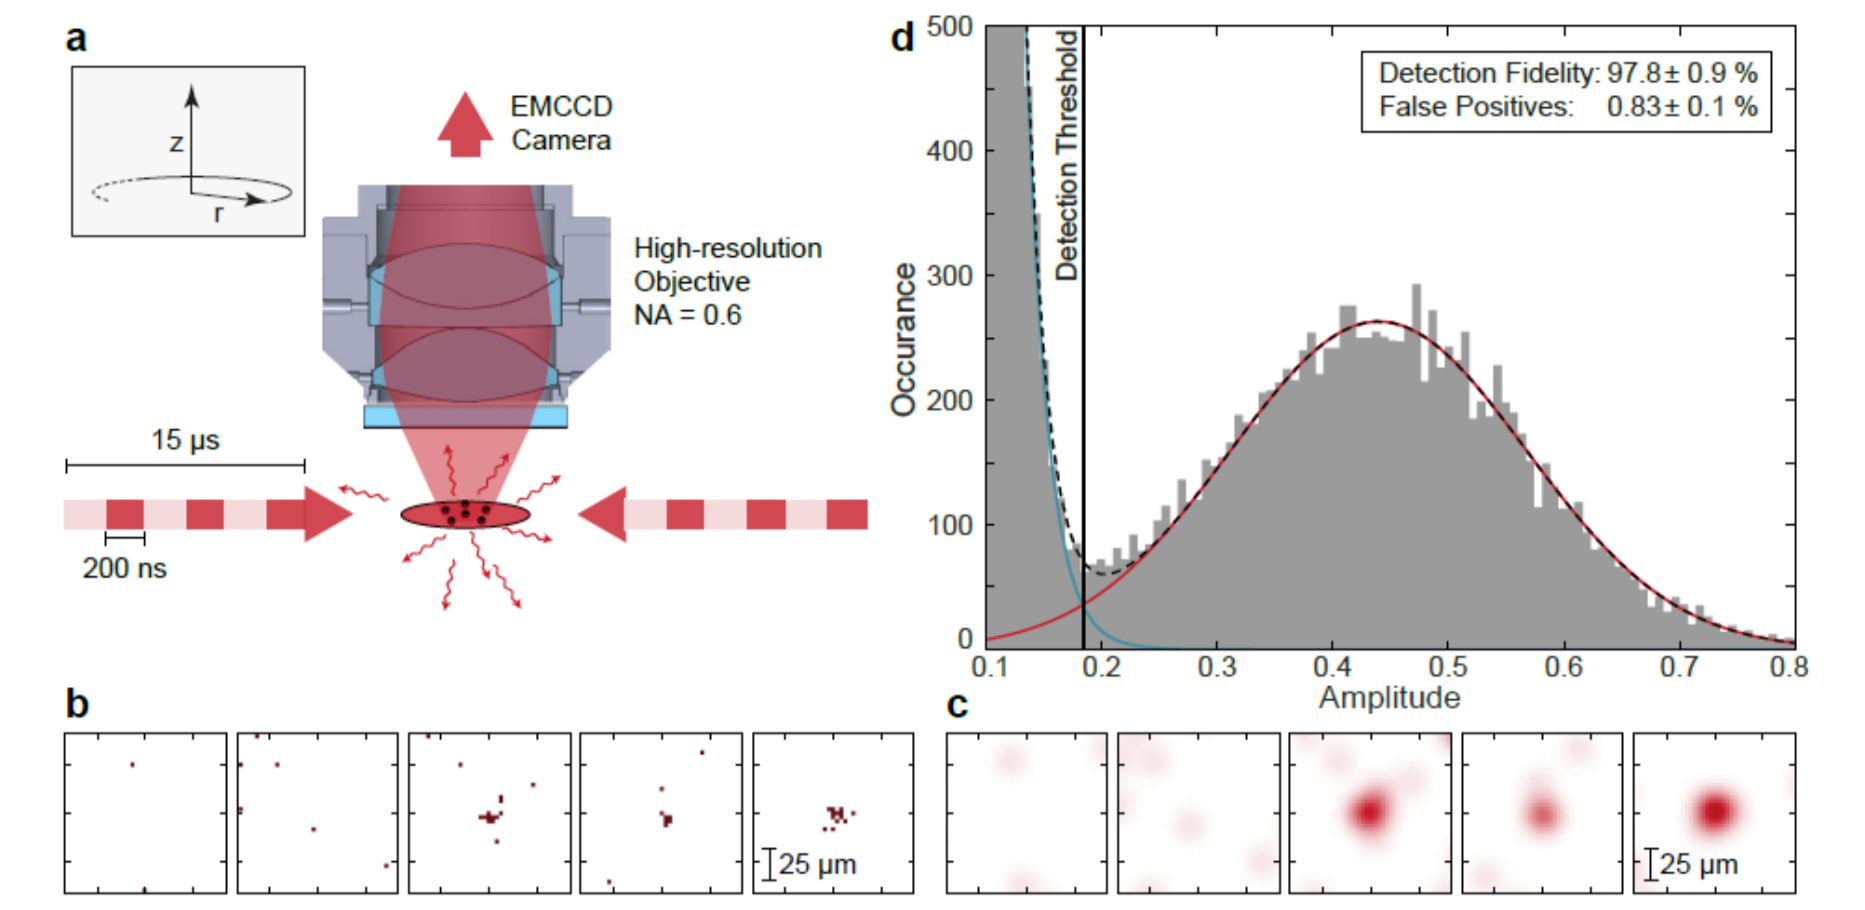 a
z
r
EMCCD
Camera
High-resolution
Objective
NA = 0.6
15 µs
200 ns
d
500
400
300
200
100
0
Occurance
Detection Threshold
Detection Fidelity: 97.8± 0.9 %
False Positives: 0.83± 0.1 %
0.1 0.2 0.3 0.4 0.5 0.6 0.7 0.8
Amplitude
b
25 µm
c
25 µm